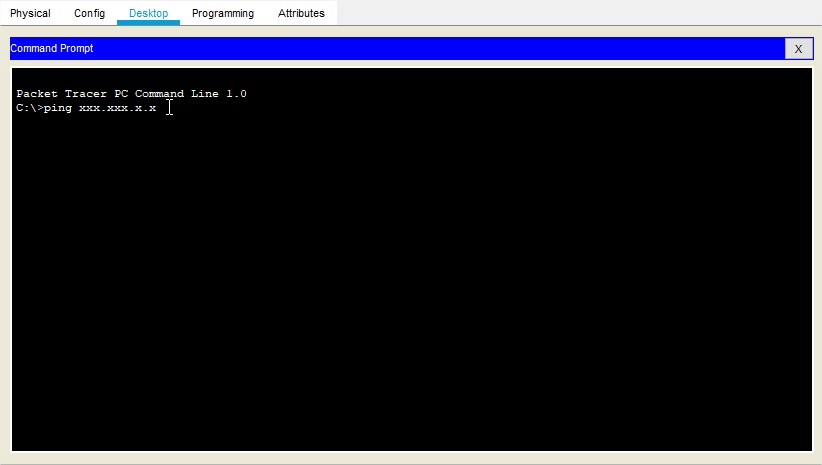 Physical Config Desktop Programming Attributes
Command Prompt X
Packet Tracer PC Command Line 1.0
C:\>ping xxx.xxx.x.x